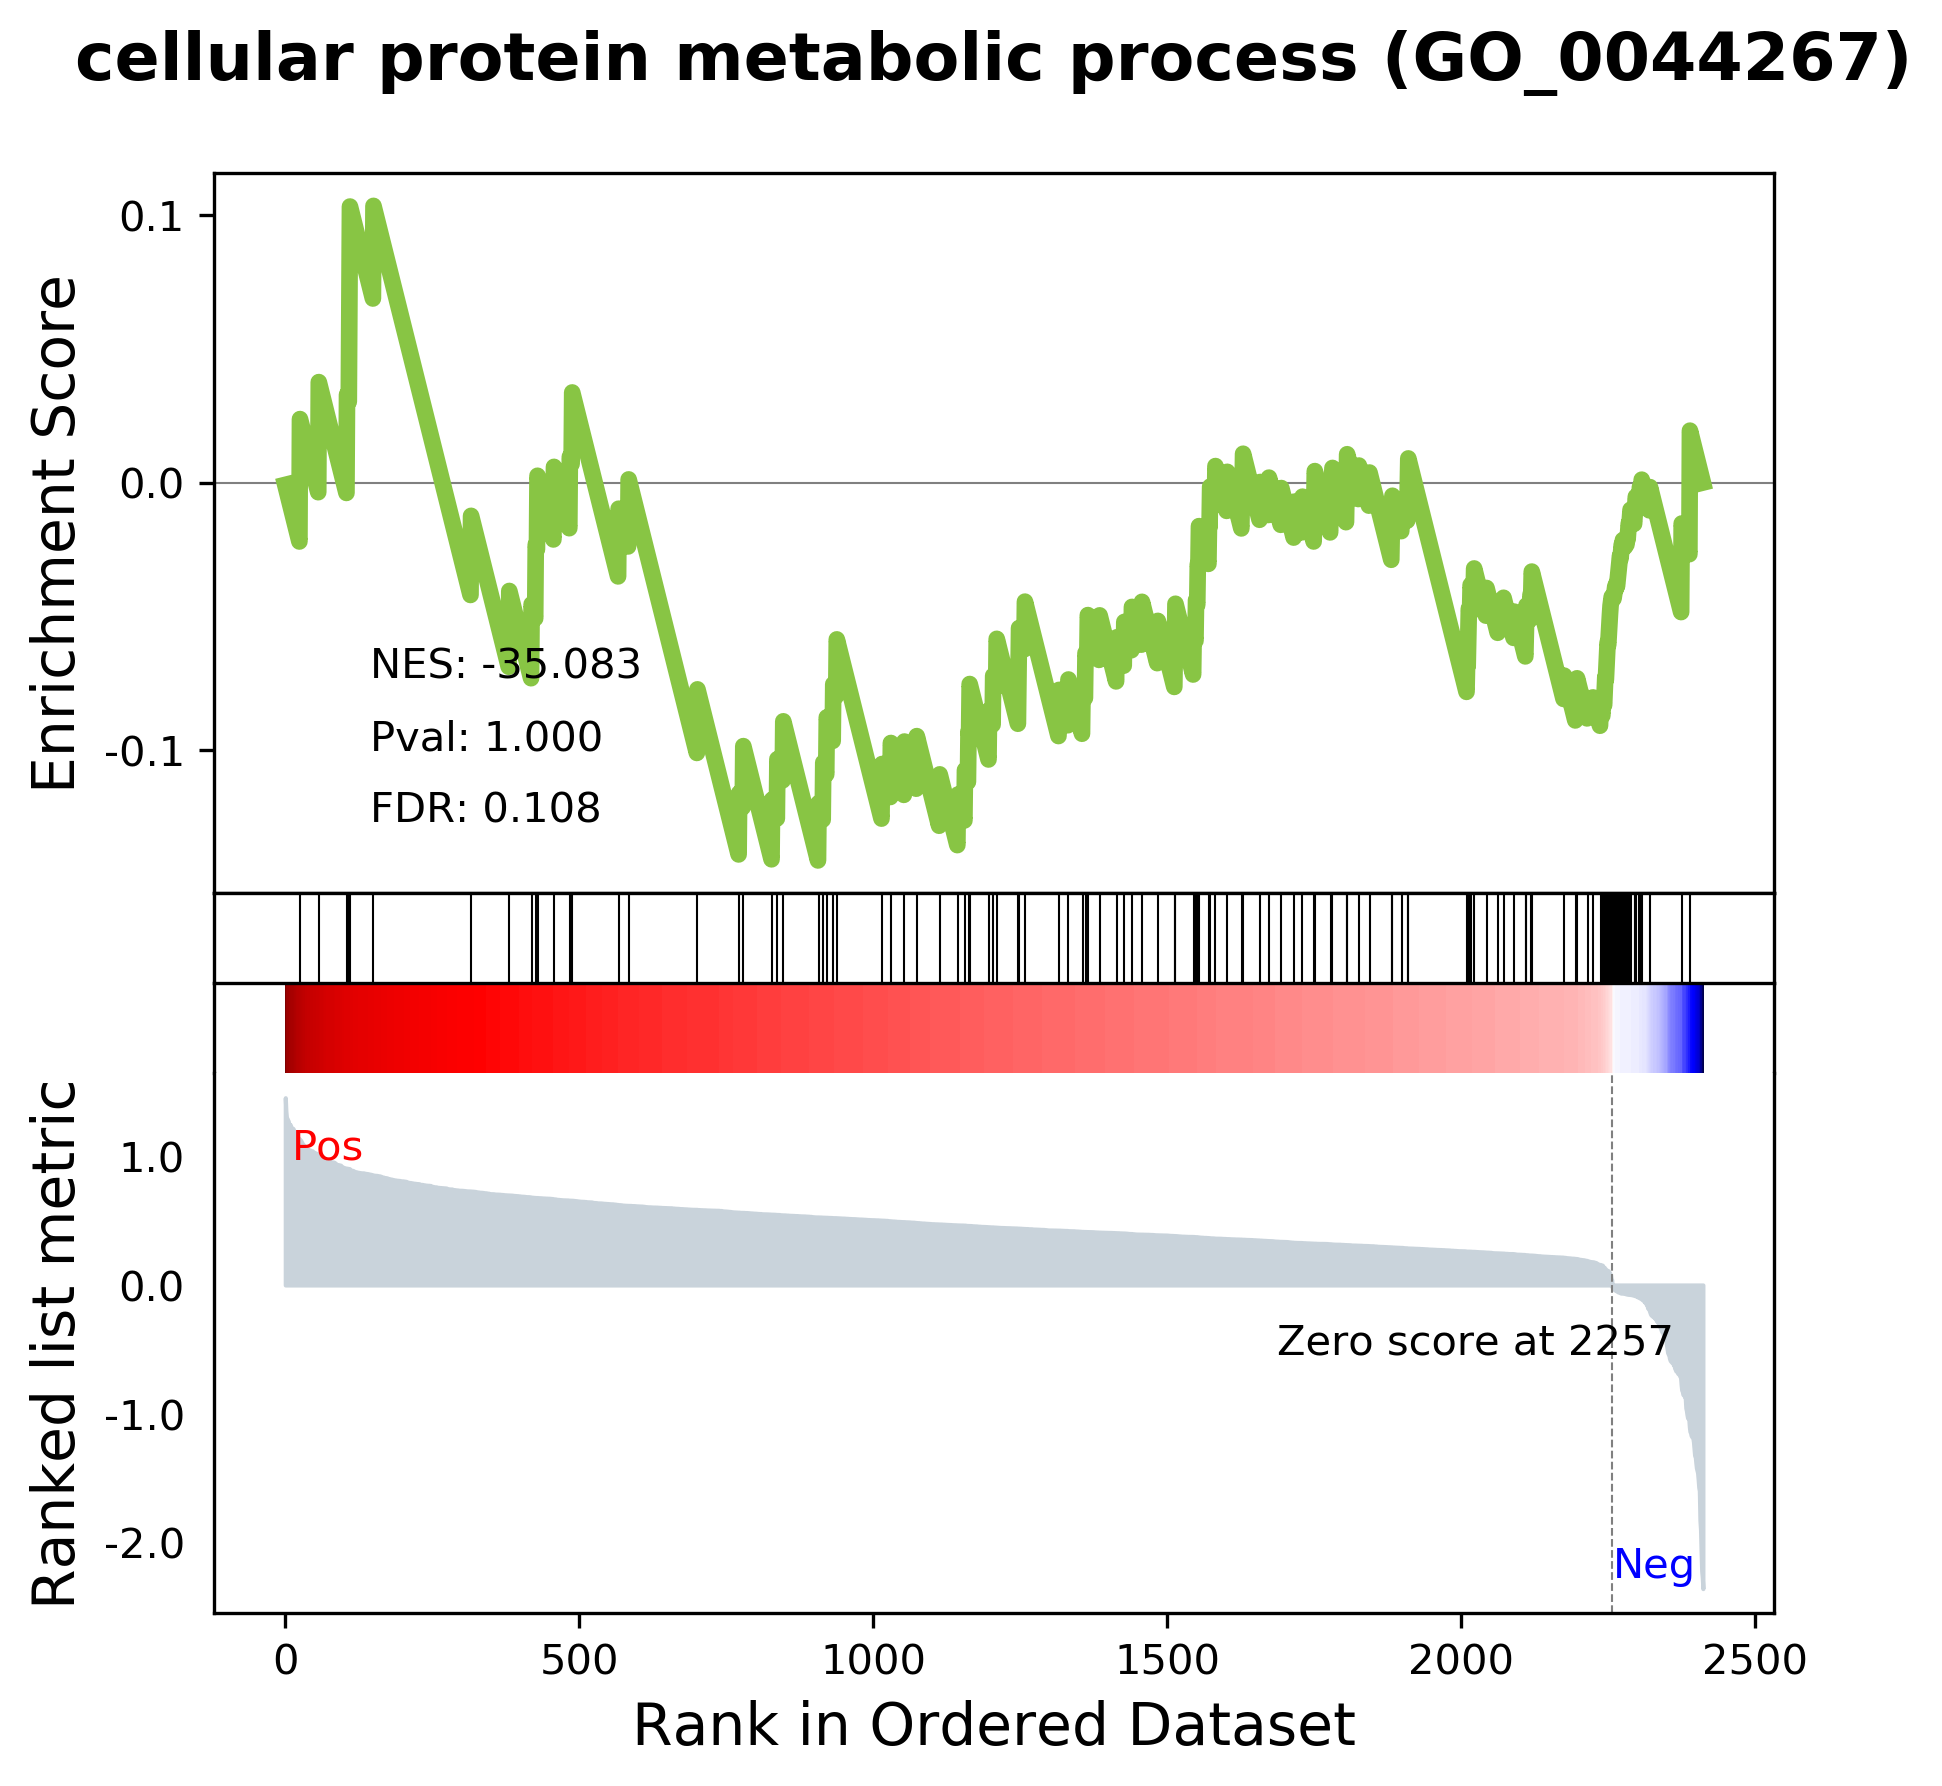 cellular protein metabolic process (GO_0044267)
Enrichment Score
0.1
0.0
-0.1
NES: -35.083
Pval: 1.000
FDR: 0.108
Ranked list metric
1.0
0.0
-1.0
-2.0
Pos
Zero score at 2257
Neg
0 500 1000 1500 2000 2500
Rank in Ordered Dataset